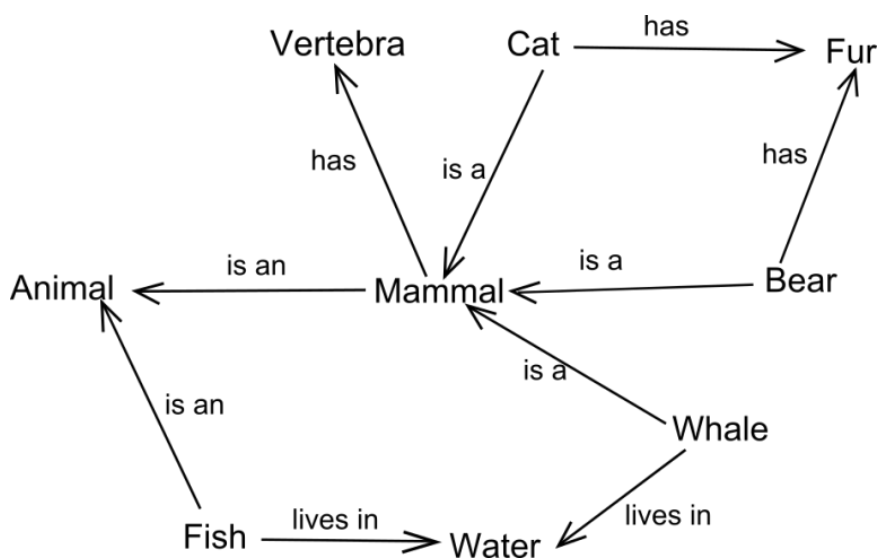 Vertebra
Cat
has
Fur
has
is a
has
Animal
is an
Mammal
is a
Bear
is an
is a
Whale
Fish
lives in
Water
lives in